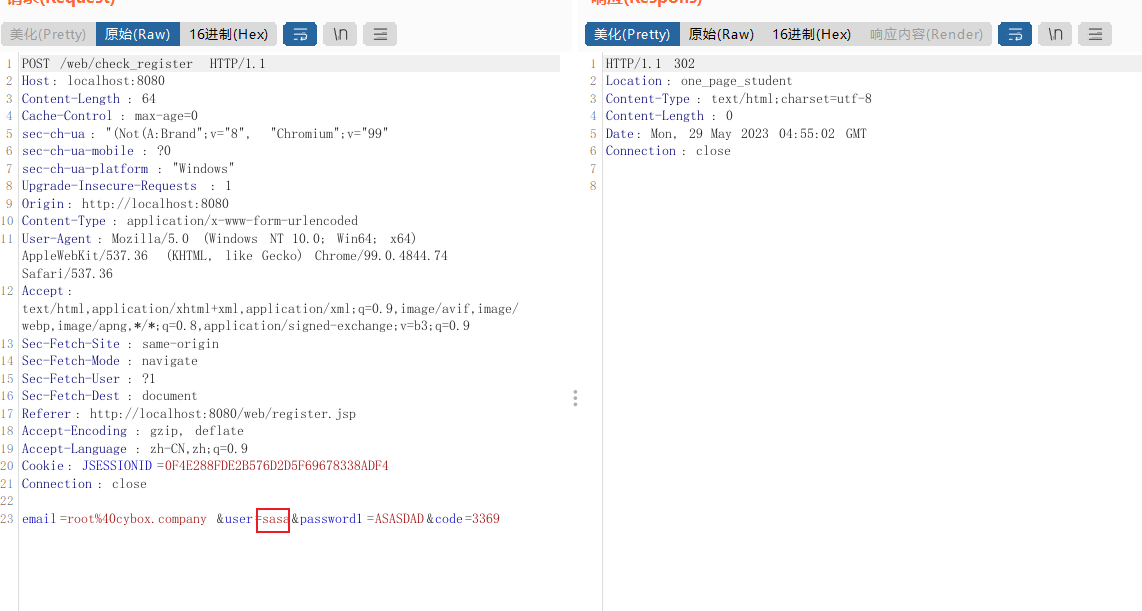 请求(Request)
响应(Respons)
美化(Pretty) 原始(Raw) 16进制(Hex) \n
美化(Pretty) 原始(Raw) 16进制(Hex) 响应内容(Render) \n
1 POST /web/check_register HTTP/1.1
2 Host: localhost:8080
3 Content-Length: 64
4 Cache-Control: max-age=0
5 sec-ch-ua: "(Not(A:Brand";v="8", "Chromium";v="99"
6 sec-ch-ua-mobile: ?0
7 sec-ch-ua-platform: "Windows"
8 Upgrade-Insecure-Requests: 1
9 Origin: http://localhost:8080
10 Content-Type: application/x-www-form-urlencoded
11 User-Agent: Mozilla/5.0 (Windows NT 10.0; Win64; x64)
AppleWebKit/537.36 (KHTML, like Gecko) Chrome/99.0.4844.74
Safari/537.36
12 Accept:
text/html,application/xhtml+xml,application/xml;q=0.9,image/avif,image/
webp,image/apng,*/*;q=0.8,application/signed-exchange;v=b3;q=0.9
13 Sec-Fetch-Site: same-origin
14 Sec-Fetch-Mode: navigate
15 Sec-Fetch-User: ?1
16 Sec-Fetch-Dest: document
17 Referer: http://localhost:8080/web/register.jsp
18 Accept-Encoding: gzip, deflate
19 Accept-Language: zh-CN,zh;q=0.9
20 Cookie: JSESSIONID=0F4E288FDE2B576D2D5F69678338ADF4
21 Connection: close
22
23 email=root%40cybox.company&user=sasa&password1=ASASDAD&code=3369
1 HTTP/1.1 302
2 Location: one_page_student
3 Content-Type: text/html;charset=utf-8
4 Content-Length: 0
5 Date: Mon, 29 May 2023 04:55:02 GMT
6 Connection: close
7
8